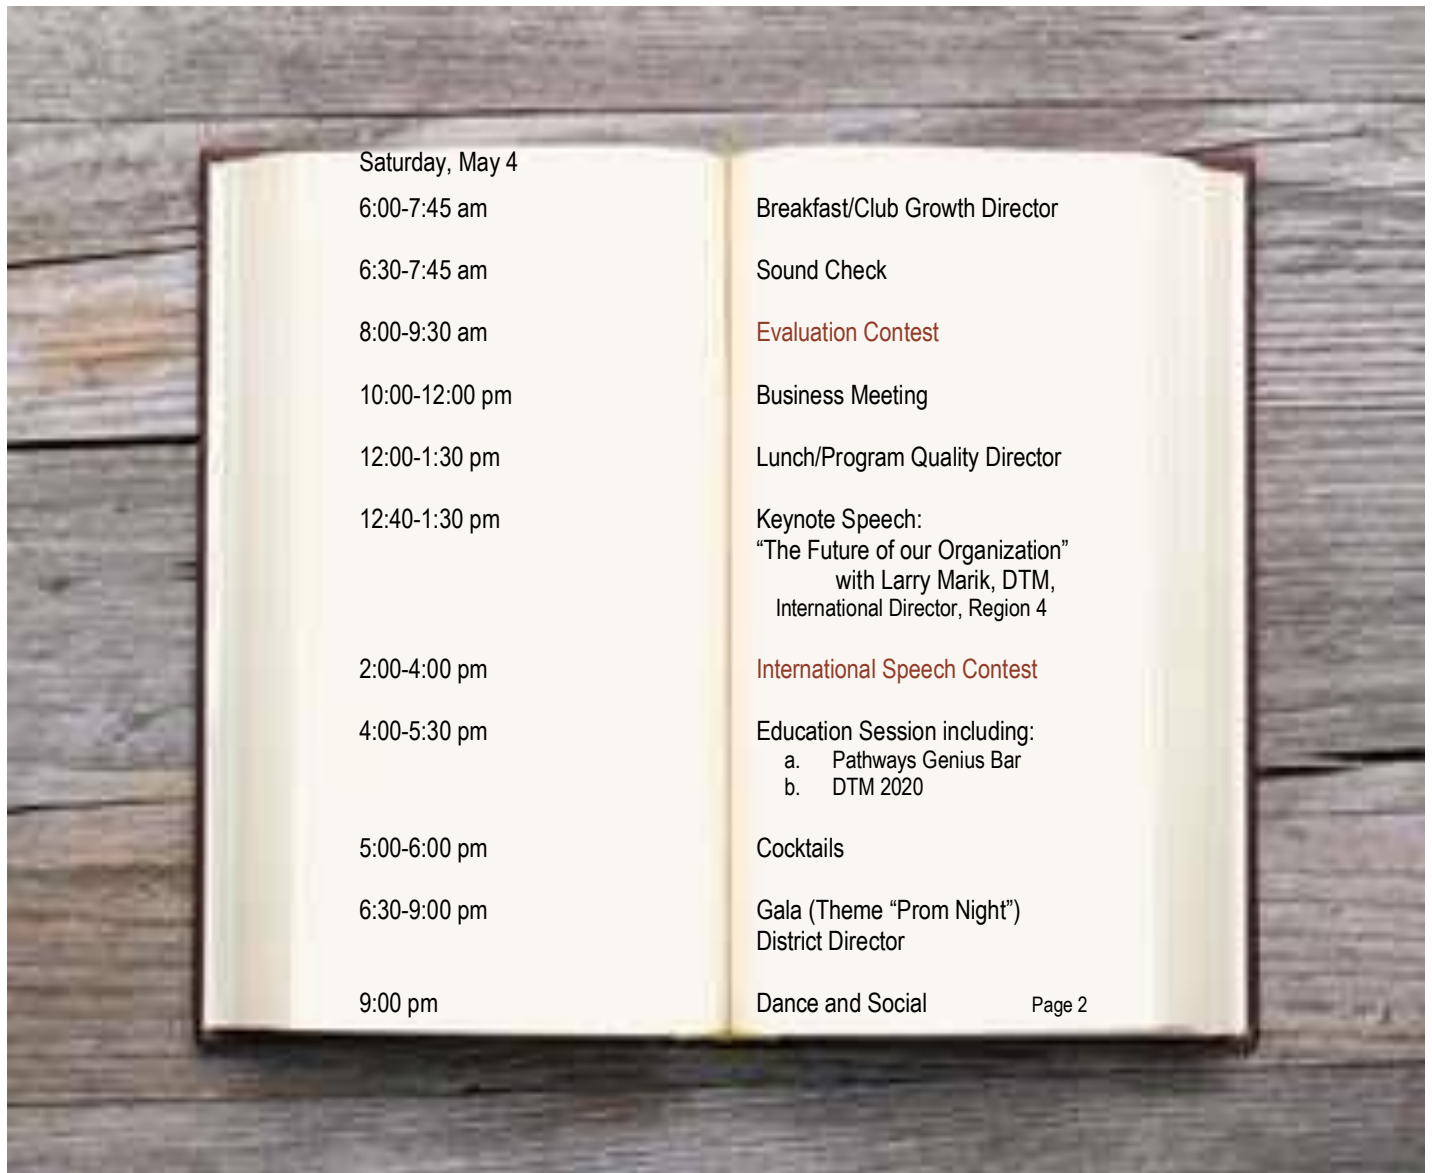 Saturday, May 4
6:00-7:45 am Breakfast/Club Growth Director
6:30-7:45 am Sound Check
8:00-9:30 am Evaluation Contest
10:00-12:00 pm Business Meeting
12:00-1:30 pm Lunch/Program Quality Director
12:40-1:30 pm Keynote Speech:
“The Future of our Organization”
with Larry Marik, DTM,
International Director, Region 4
2:00-4:00 pm International Speech Contest
4:00-5:30 pm Education Session including:
a. Pathways Genius Bar
b. DTM 2020
5:00-6:00 pm Cocktails
6:30-9:00 pm Gala (Theme “Prom Night”)
District Director
9:00 pm Dance and Social Page 2